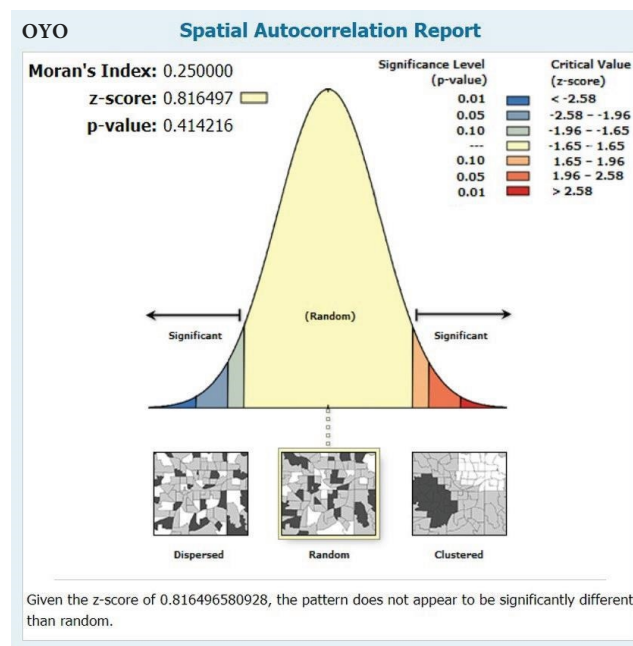 OYO
Spatial Autocorrelation Report
Moran's Index: 0.250000
z-score: 0.816497
p-value: 0.414216
Significance Level Critical Value
(p-value) (z-score)
0.01 < -2.58
0.05 -2.58 - -1.96
0.10 -1.96 - -1.65
--- -1.65 - 1.65
0.10 1.65 - 1.96
0.05 1.96 - 2.58
0.01 > 2.58
(Random)
Significant Significant
Dispersed Random Clustered
Given the z-score of 0.816496580928, the pattern does not appear to be significantly different
than random.